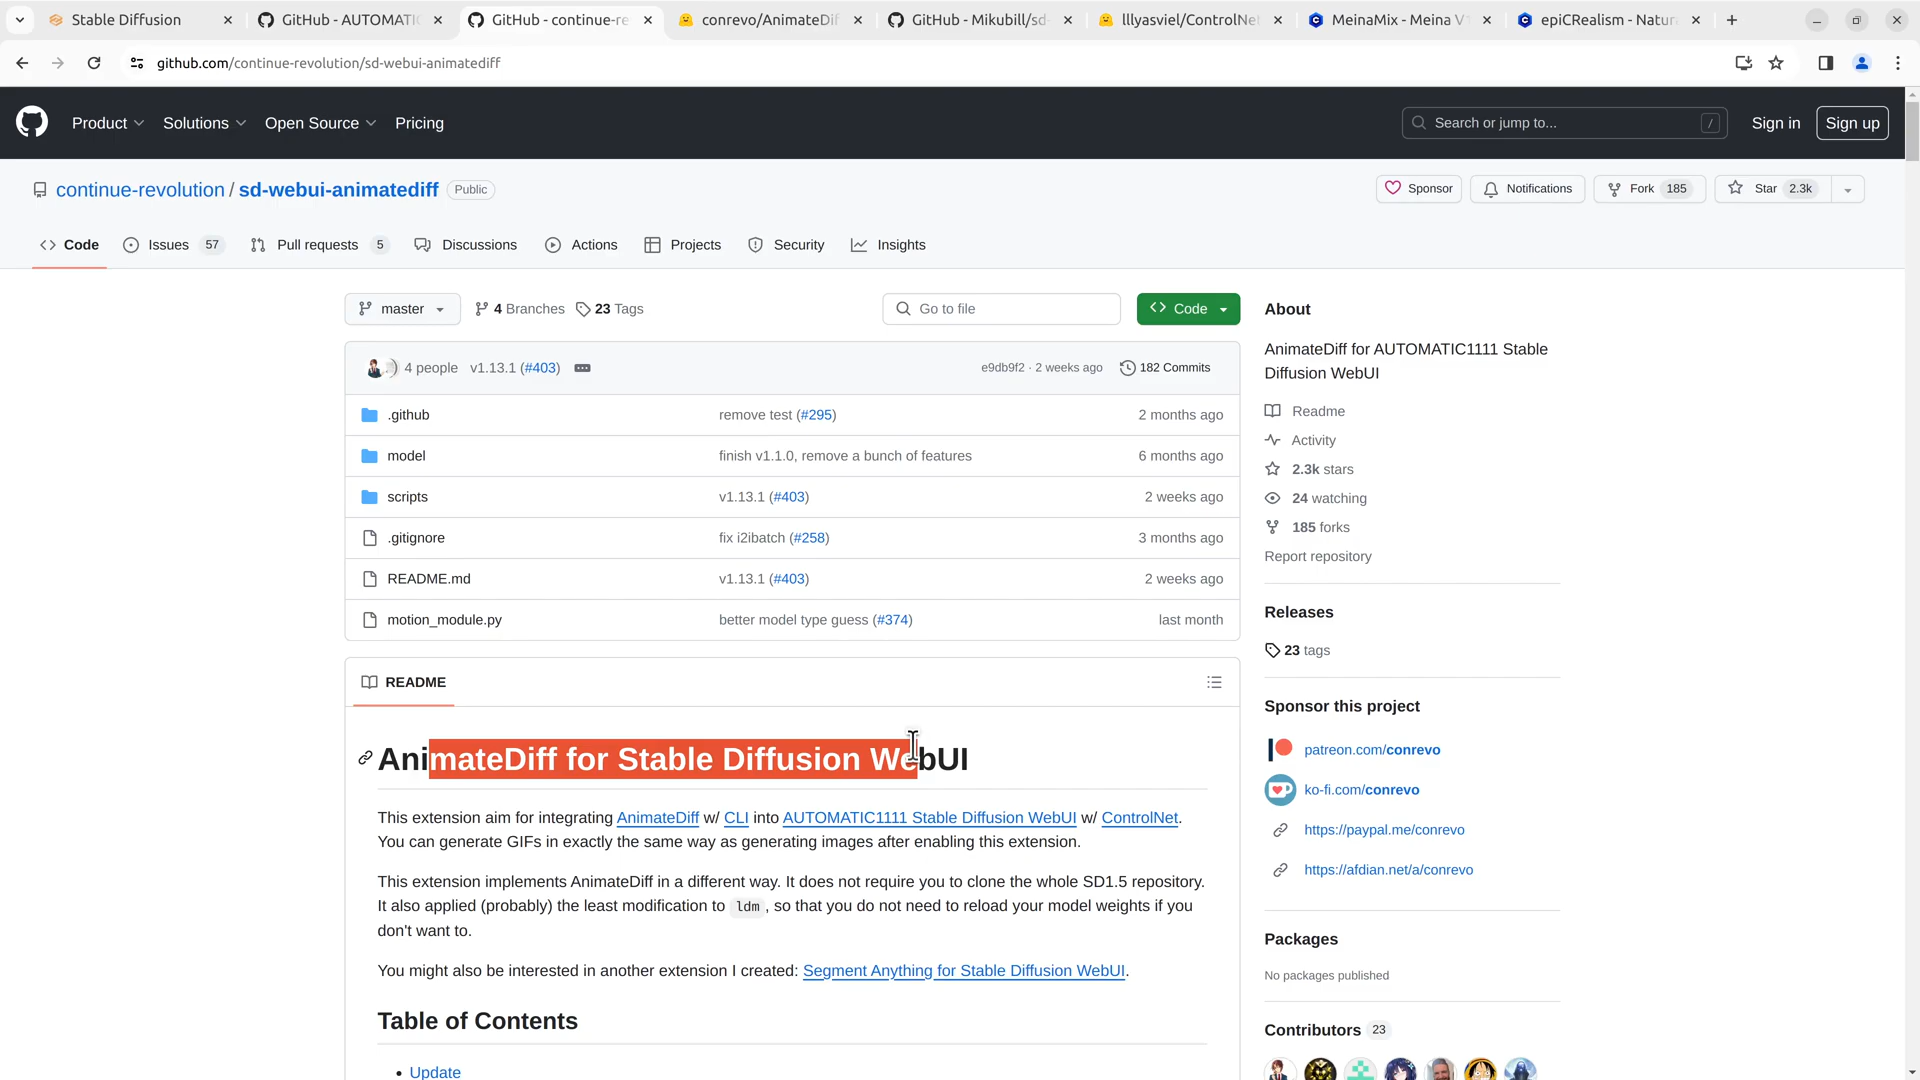 Stable Diffusion
GitHub - AUTOMATIC
GitHub - continue-re
conrevo/AnimateDif
GitHub - Mikubill/sd-
lllyasviel/ControlNet
MeinaMix - Meina V
epiCRealism - Natur
github.com/continue-revolution/sd-webui-animatediff
Product
Solutions
Open Source
Pricing
Search or jump to...
/
Sign in
Sign up
continue-revolution / sd-webui-animatediff
Public
Sponsor
Notifications
Fork 185
Star 2.3k
Code
Issues 57
Pull requests 5
Discussions
Actions
Projects
Security
Insights
master
4 Branches
23 Tags
Go to file
Code
4 people v1.13.1 (#403)
e9db9f2 · 2 weeks ago
182 Commits
.github
remove test (#295)
2 months ago
model
finish v1.1.0, remove a bunch of features
6 months ago
scripts
v1.13.1 (#403)
2 weeks ago
.gitignore
fix i2ibatch (#258)
3 months ago
README.md
v1.13.1 (#403)
2 weeks ago
motion_module.py
better model type guess (#374)
last month
README
AnimateDiff for Stable Diffusion WebUI
This extension aim for integrating AnimateDiff w/ CLI into AUTOMATIC1111 Stable Diffusion WebUI w/ ControlNet.
You can generate GIFs in exactly the same way as generating images after enabling this extension.
This extension implements AnimateDiff in a different way. It does not require you to clone the whole SD1.5 repository.
It also applied (probably) the least modification to ldm, so that you do not need to reload your model weights if you
don't want to.
You might also be interested in another extension I created: Segment Anything for Stable Diffusion WebUI.
Table of Contents
Update
About
AnimateDiff for AUTOMATIC1111 Stable
Diffusion WebUI
Readme
Activity
2.3k stars
24 watching
185 forks
Report repository
Releases
23 tags
Sponsor this project
patreon.com/conrevo
ko-fi.com/conrevo
https://paypal.me/conrevo
https://afdian.net/a/conrevo
Packages
No packages published
Contributors 23